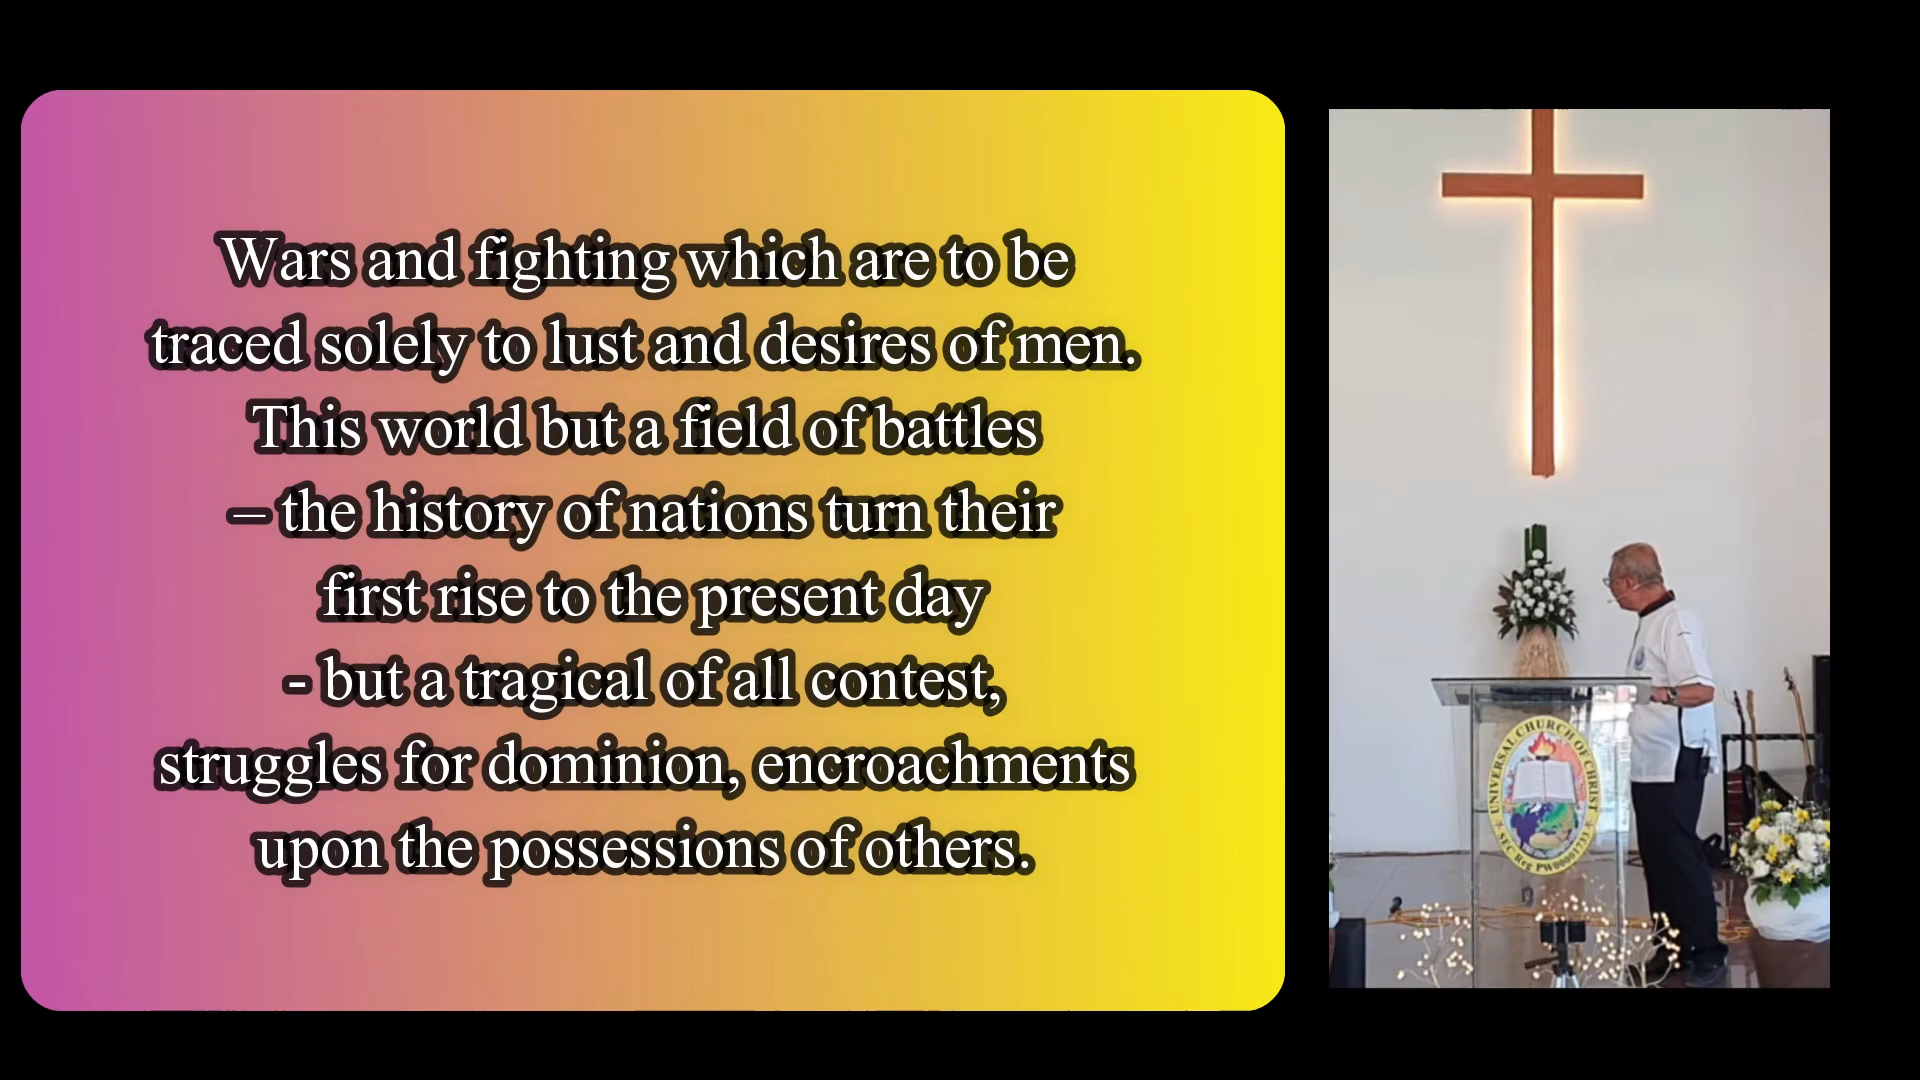 Wars and fighting which are to be
traced solely to lust and desires of men.
This world but a field of battles
– the history of nations turn their
first rise to the present day
- but a tragical of all contest,
struggles for dominion, encroachments
upon the possessions of others.
UNIVERSAL CHURCH OF CHRIST
SEC Reg